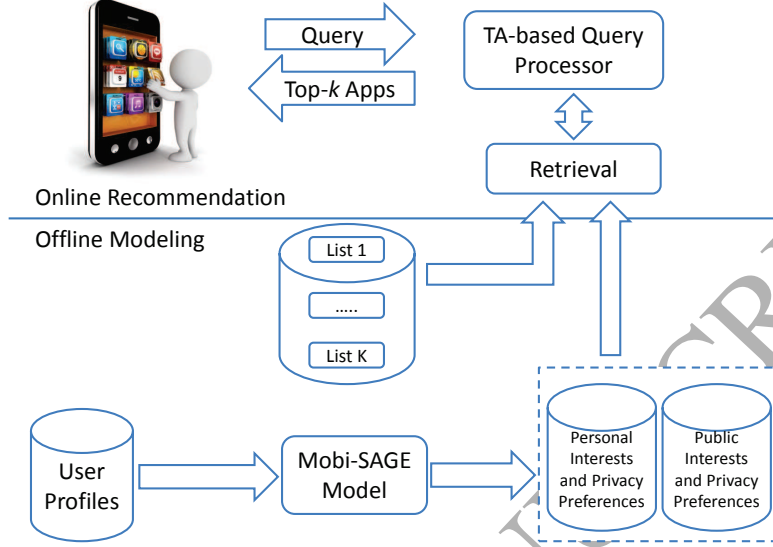 Query
Top-k Apps
TA-based Query
Processor
Retrieval
Online Recommendation
Offline Modeling
List 1
.....
List K
User
Profiles
Mobi-SAGE
Model
Personal
Interests
and Privacy
Preferences
Public
Interests
and Privacy
Preferences